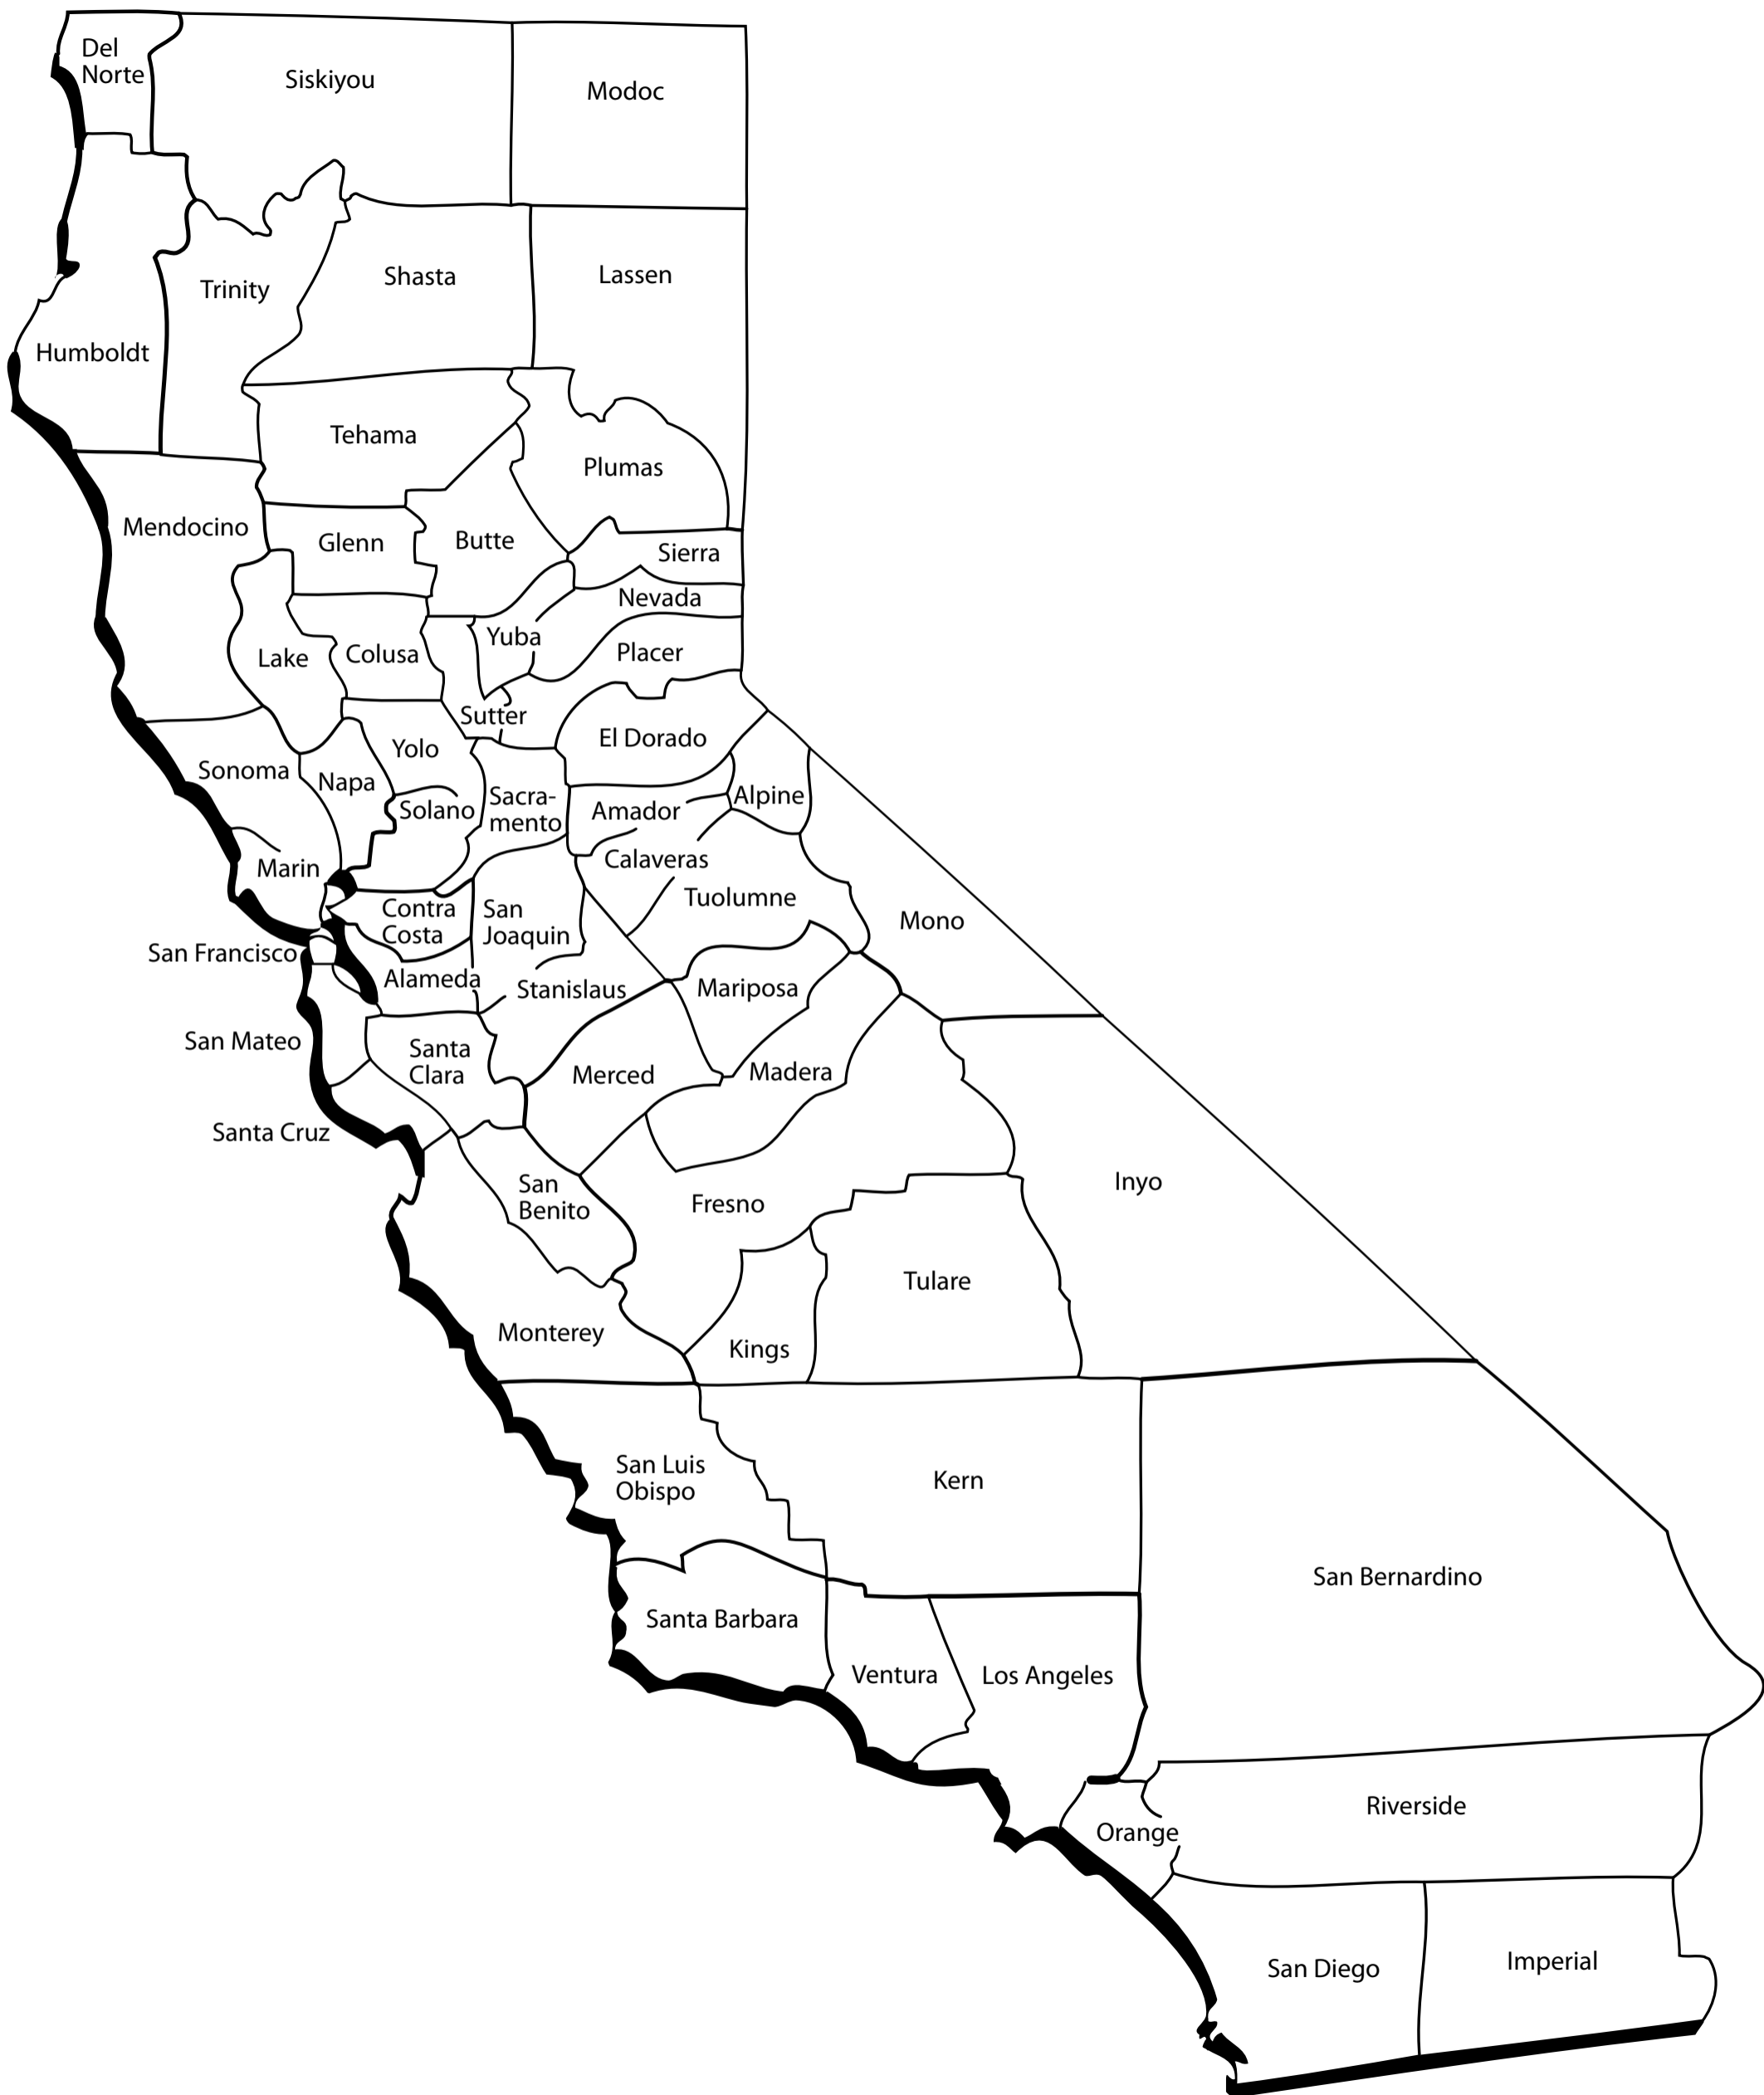 Del
Norte
Siskiyou
Modoc
Trinity
Shasta
Lassen
Humboldt
Tehama
Plumas
Mendocino
Glenn
Butte
Sierra
Nevada
Yuba
Placer
Lake
Colusa
Sutter
El Dorado
Yolo
Sonoma
Napa
Solano
Sacra-
mento
Amador
Alpine
Marin
Calaveras
Tuolumne
Contra
Costa
San
Joaquin
Mono
San Francisco
Alameda
Stanislaus
Mariposa
San Mateo
Santa
Clara
Merced
Madera
Santa Cruz
San
Benito
Fresno
Inyo
Tulare
Monterey
Kings
San Luis
Obispo
Kern
San Bernardino
Santa Barbara
Ventura
Los Angeles
Riverside
Orange
San Diego
Imperial